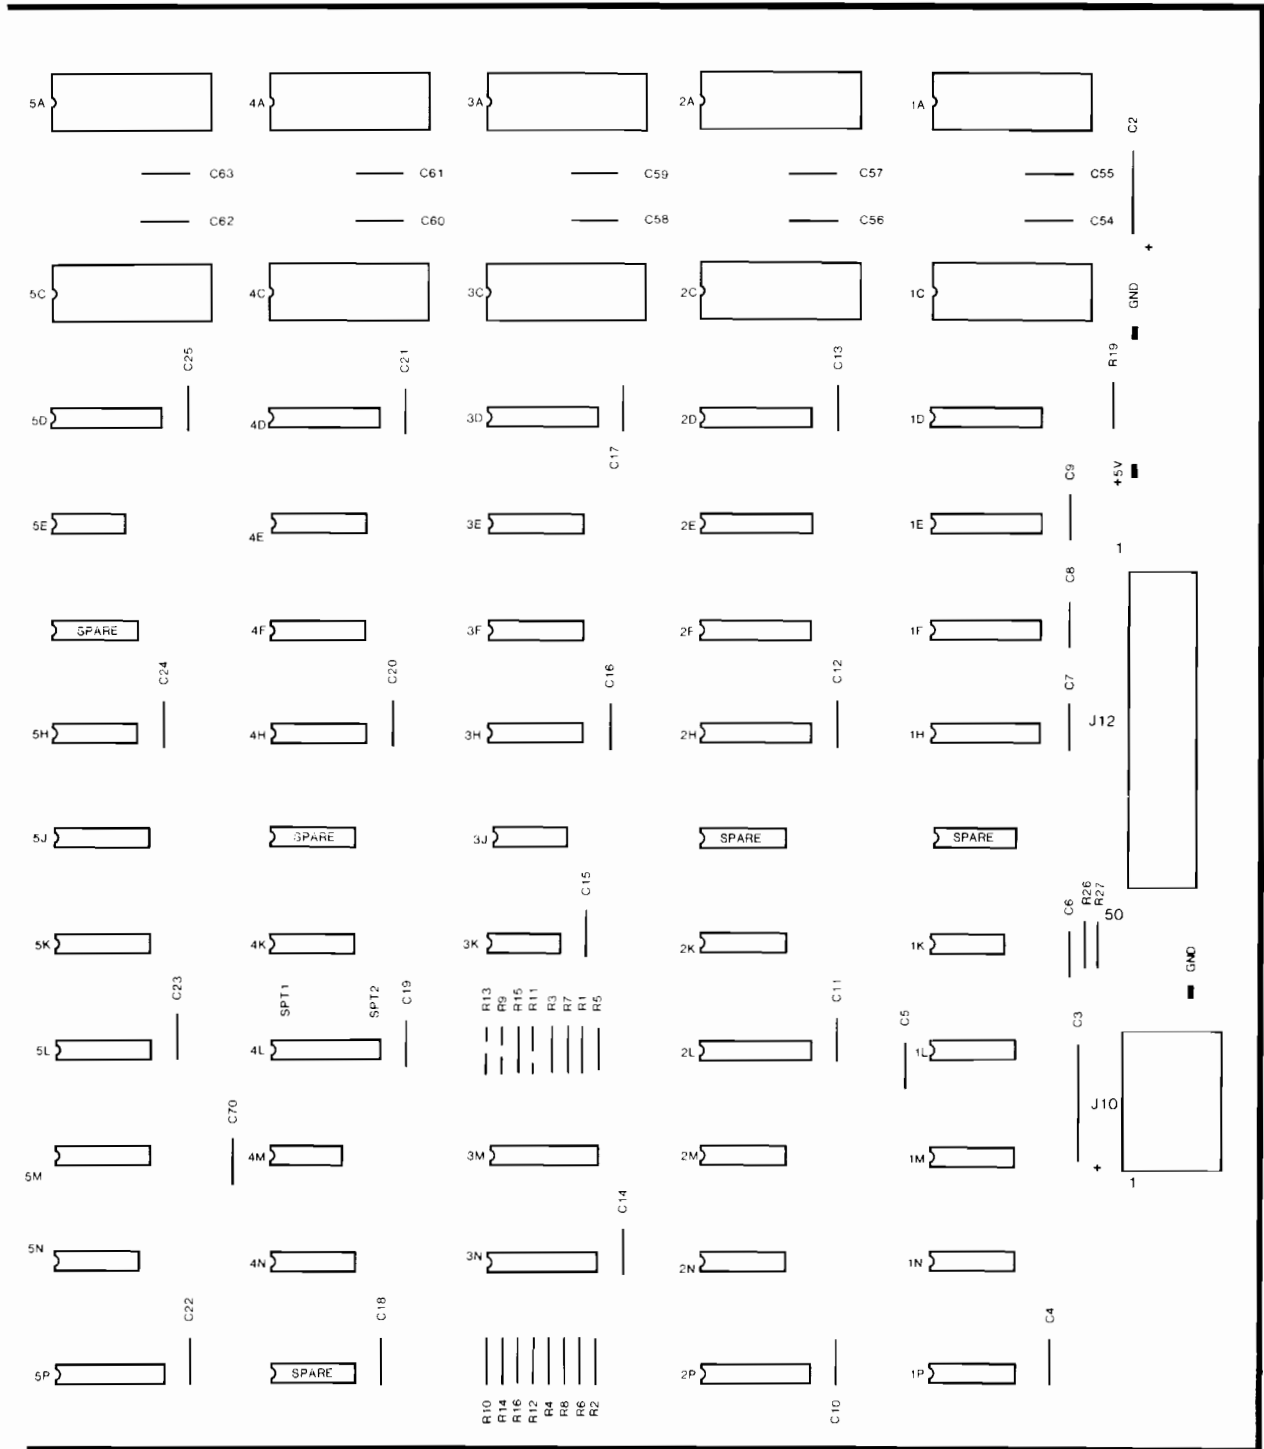 5A 4A 3A 2A 1A
C2
C63 C61 C59 C57 C55
C62 C60 C58 C56 C54
+
5C 4C 3C 2C 1C GND
C25 C21 C13 R19
5D 4D 3D 2D 1D
C17 C9 +5V
5E 4E 3E 2E 1E
1
C8
SPARE 4F 3F 2F 1F
C24 C20 C16 C12 C7
5H 4H 3H 2H 1H J12
5J SPARE 3J SPARE SPARE
C15 C6 R26 R27 50
5K 4K 3K 2K 1K
GND
C23 SPT1 SPT2 C19 R13 R9 R15 R11 R3 R7 R1 R5 C11 C5 C3
5L 4L 2L 1L
C70 J10
5M 4M 3M 2M 1M +
1
C14
5N 4N 3N 2N 1N
C22 C18 C4
5P SPARE 2P 1P
R10 R14 R16 R12 R4 R8 R6 R2 C10